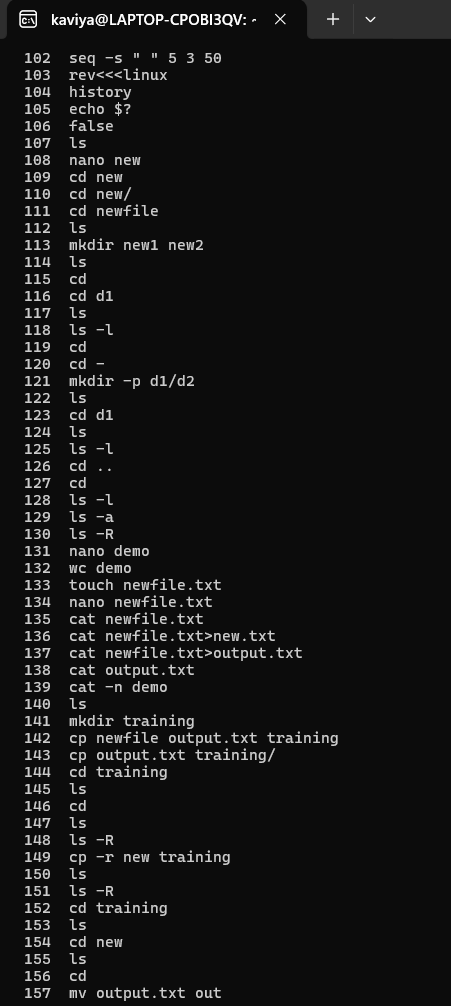 kaviya@LAPTOP-CPOBI3QV: ~
102 seq -s " " 5 3 50
103 rev<<<linux
104 history
105 echo $?
106 false
107 ls
108 nano new
109 cd new
110 cd new/
111 cd newfile
112 ls
113 mkdir new1 new2
114 ls
115 cd
116 cd d1
117 ls
118 ls -l
119 cd
120 cd -
121 mkdir -p d1/d2
122 ls
123 cd d1
124 ls
125 ls -l
126 cd ..
127 cd
128 ls -l
129 ls -a
130 ls -R
131 nano demo
132 wc demo
133 touch newfile.txt
134 nano newfile.txt
135 cat newfile.txt
136 cat newfile.txt>new.txt
137 cat newfile.txt>output.txt
138 cat output.txt
139 cat -n demo
140 ls
141 mkdir training
142 cp newfile output.txt training
143 cp output.txt training/
144 cd training
145 ls
146 cd
147 ls
148 ls -R
149 cp -r new training
150 ls
151 ls -R
152 cd training
153 ls
154 cd new
155 ls
156 cd
157 mv output.txt out